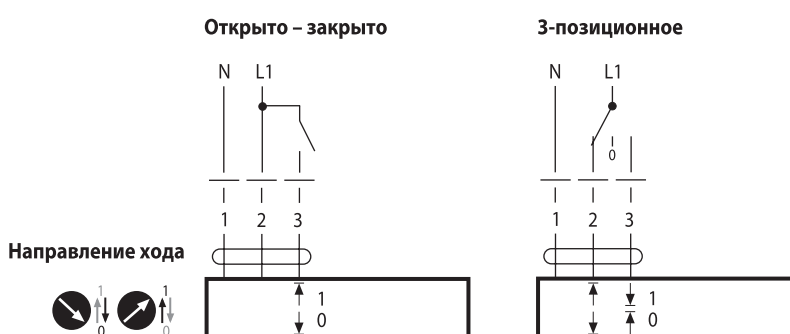 Открыто – закрыто 3-позиционное
N L1 N L1
0
1 2 3 1 2 3
Направление хода
1 1 1 1
0 0 0 0